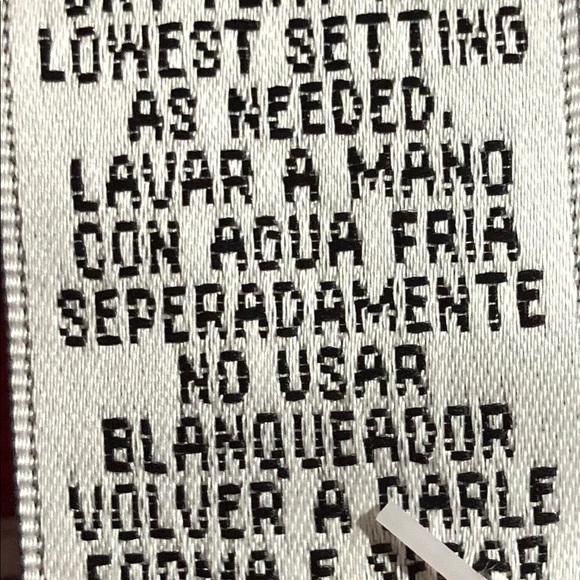 LOWEST SETTING
AS NEEDED.
LAVAR A MANO
CON AGUA FRIA
SEPERADAMENTE
NO USAR
BLANQUEADOR
VOLVER A DARLE